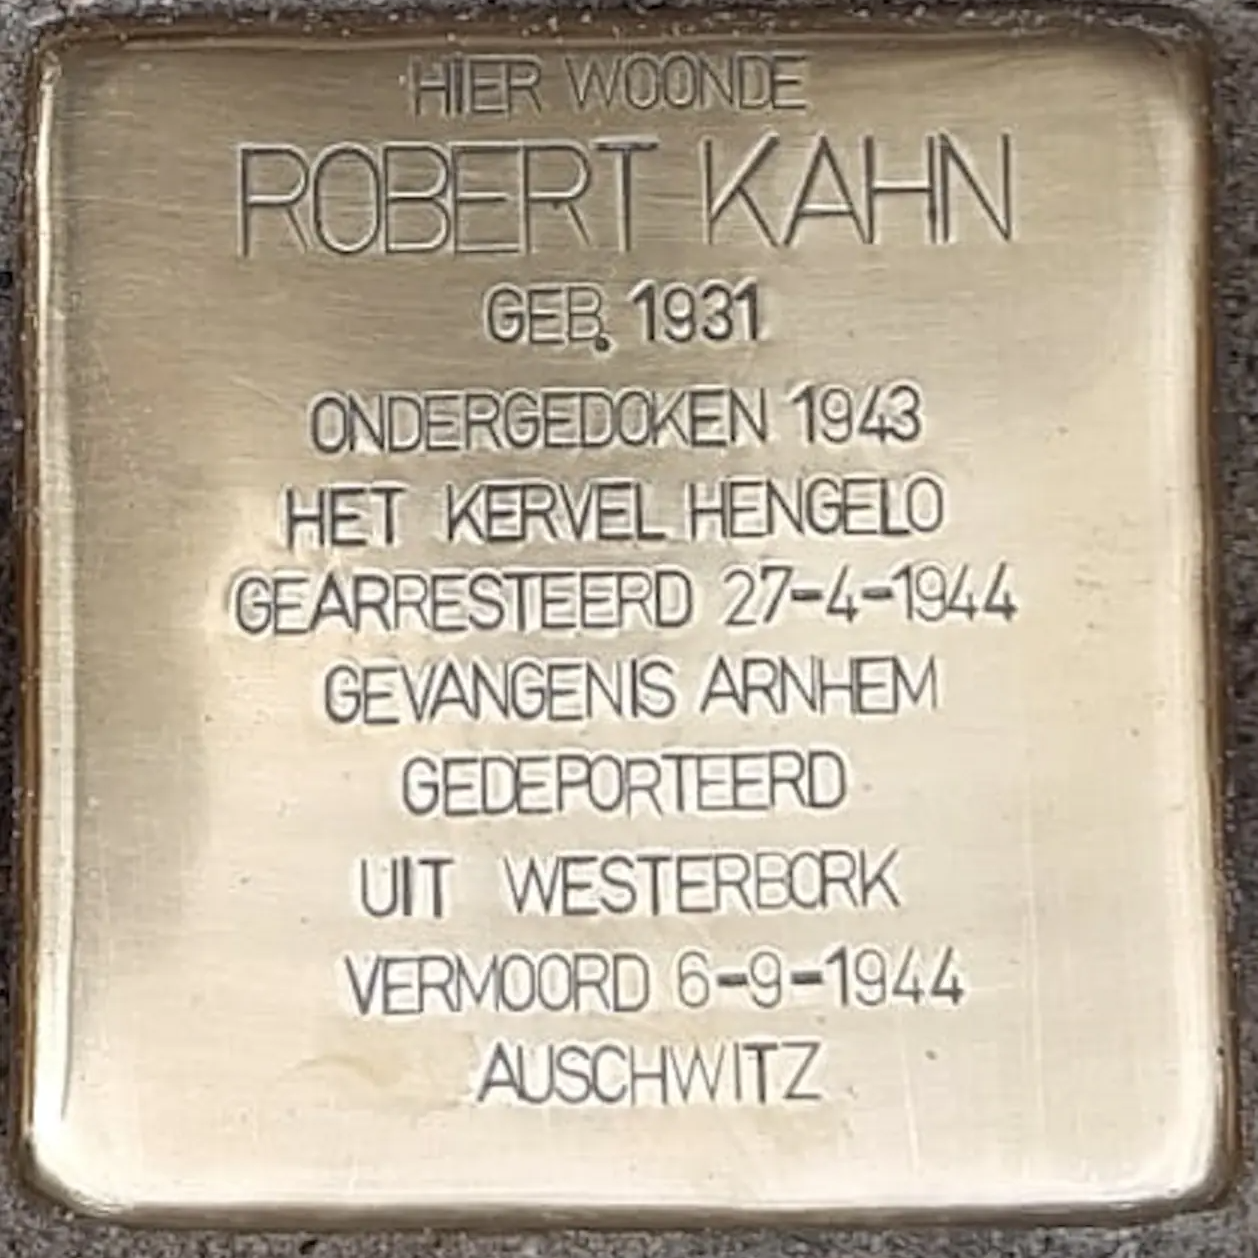 HIER WOONDE
ROBERT KAHN
GEB. 1931
ONDERGEDOKEN 1943
HET KERVEL HENGELO
GEARRESTEERD 27-4-1944
GEVANGENIS ARNHEM
GEDEPORTEERD
UIT WESTERBORK
VERMOORD 6-9-1944
AUSCHWITZ